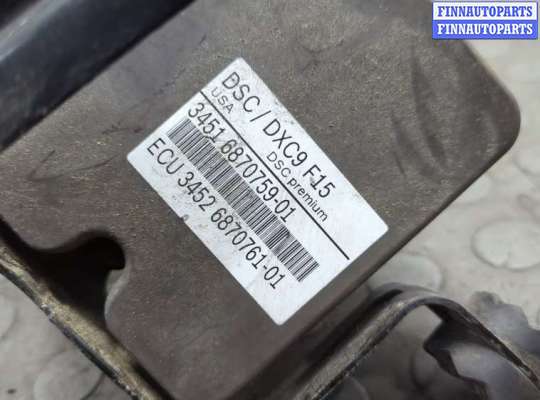 FINNAUTOPARTS
FINNAUTOPARTS
DSC / DXC9 F15
USA
DSC premium
3451 6870759-01
ECU 3452 6870761-01